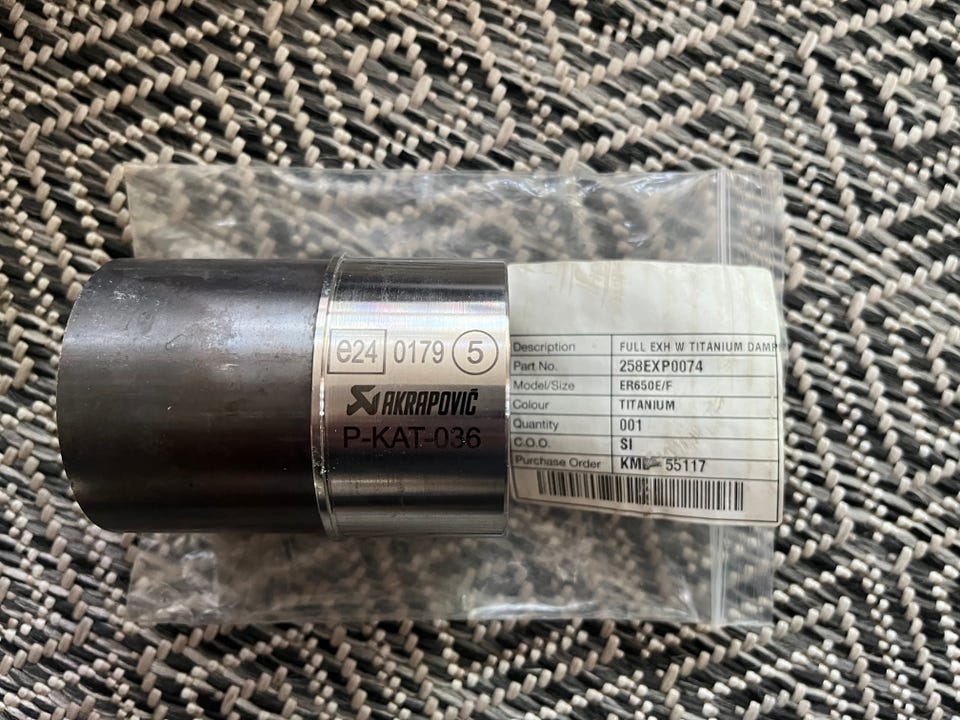 e24 0179 5
AKRAPOVIČ
P-KAT-036
Description FULL EXH W TITANIUM DAMP
Part No. 258EXP0074
Model/Size ER650E/F
Colour TITANIUM
Quantity 001
C.O.O. SI
Purchase Order 55117